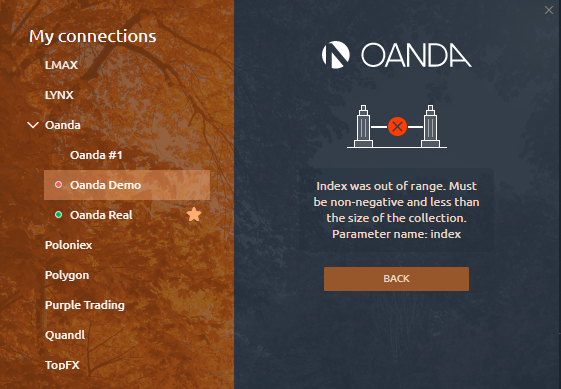 My connections
LMAX
LYNX
Oanda
Oanda #1
Oanda Demo
Oanda Real
Poloniex
Polygon
Purple Trading
Quandl
TopFX
OANDA
Index was out of range. Must
be non-negative and less than
the size of the collection.
Parameter name: index
BACK